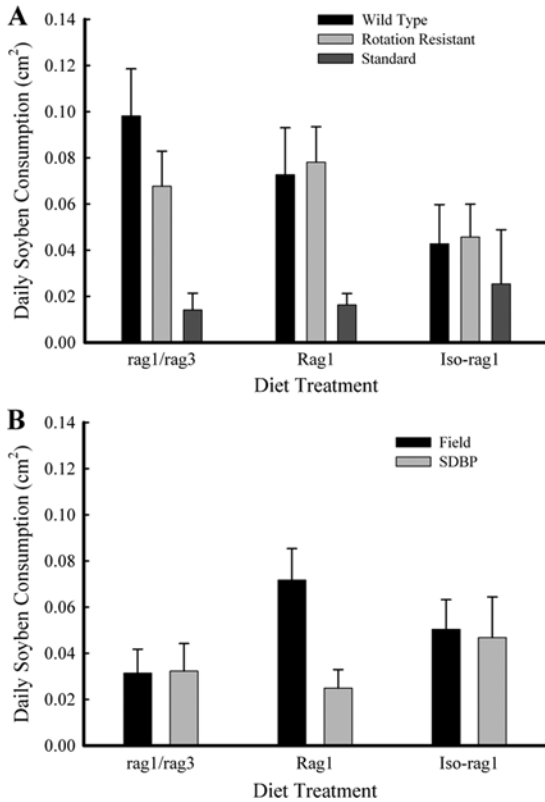 A
0.14
0.12
0.10
0.08
0.06
0.04
0.02
0.00
Daily Soyben Consumption (cm²)
Wild Type
Rotation Resistant
Standard
rag1/rag3 Rag1 Iso-rag1
Diet Treatment
B
0.14
0.12
0.10
0.08
0.06
0.04
0.02
0.00
Daily Soyben Consumption (cm²)
Field
SDBP
rag1/rag3 Rag1 Iso-rag1
Diet Treatment